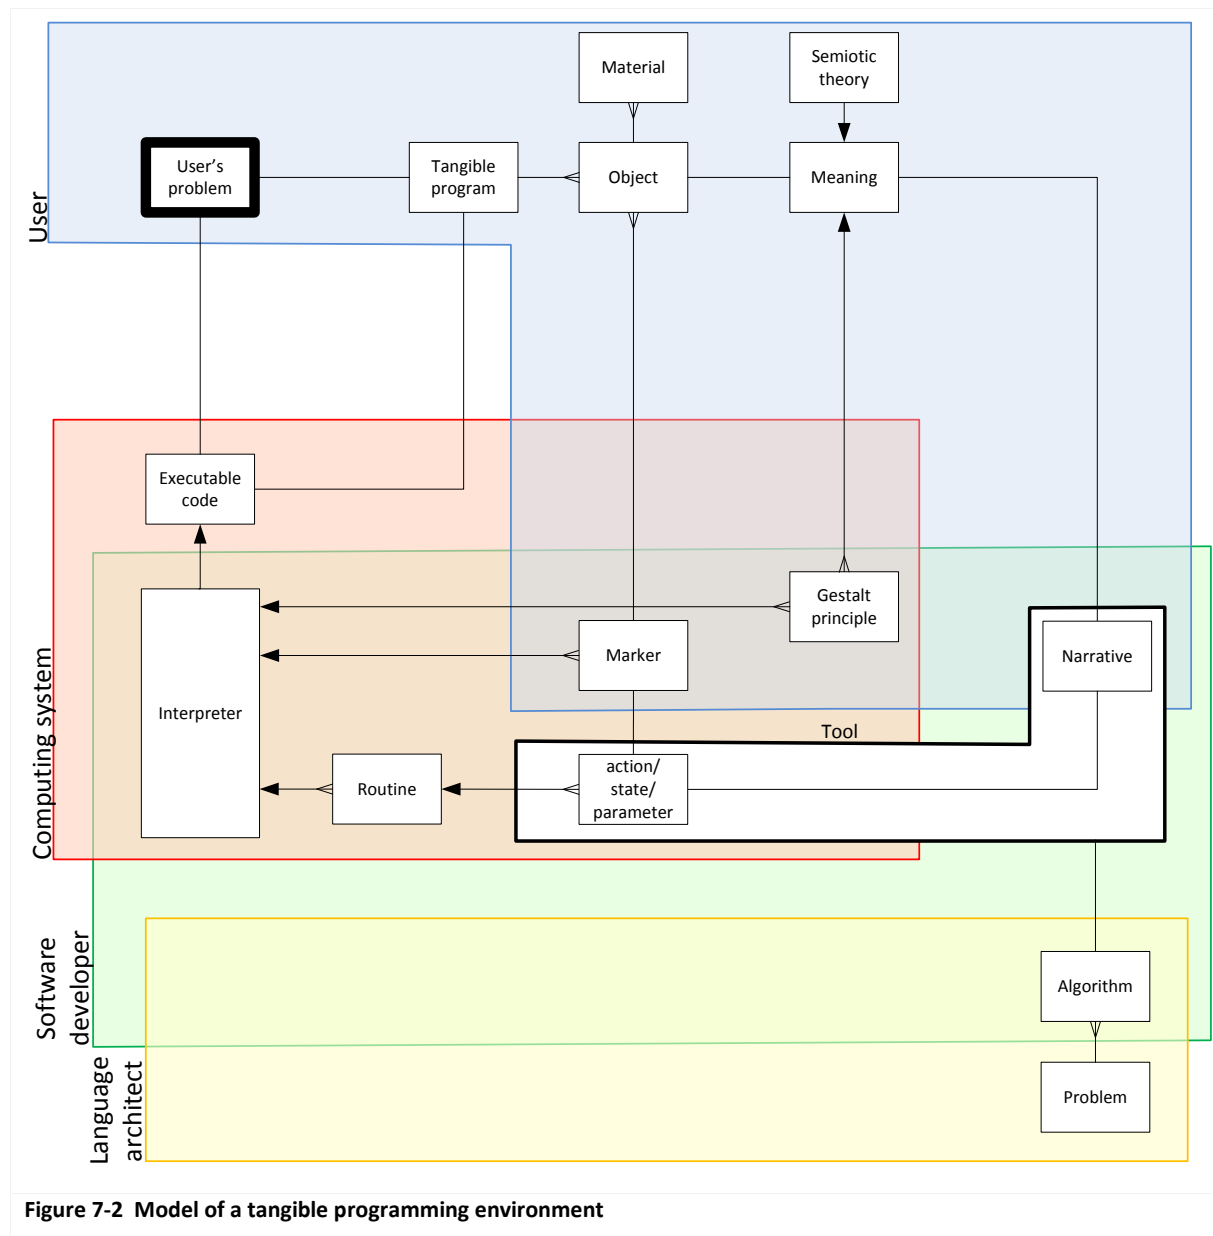 Material
Semiotic
theory
User's
problem
Tangible
program
Object
Meaning
User
Executable
code
Gestalt
principle
Marker
Narrative
Interpreter
Computing system
Tool
Routine
action/
state/
parameter
Software
developer
Algorithm
Language
architect
Problem
Figure 7-2 Model of a tangible programming environment